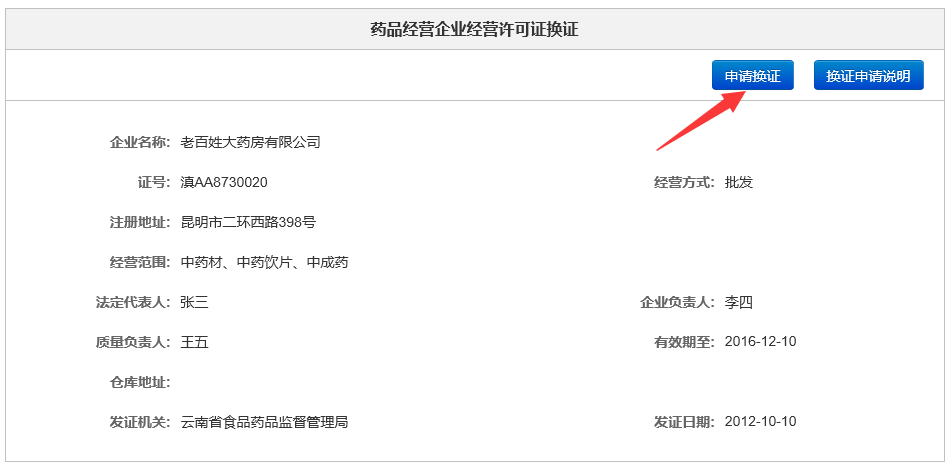 药品经营企业经营许可证换证
申请换证 换证申请说明
企业名称: 老百姓大药房有限公司
证号: 滇AA8730020 经营方式: 批发
注册地址: 昆明市二环西路398号
经营范围: 中药材、中药饮片、中成药
法定代表人: 张三 企业负责人: 李四
质量负责人: 王五 有效期至: 2016-12-10
仓库地址:
发证机关: 云南省食品药品监督管理局 发证日期: 2012-10-10